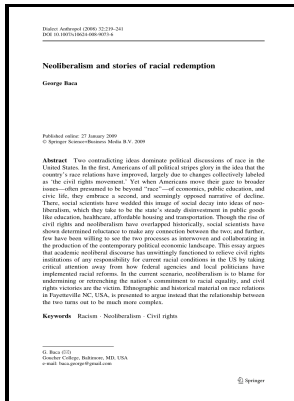 Dialect Anthropol (2008) 32:219–241
DOI 10.1007/s10624-008-9073-6
Neoliberalism and stories of racial redemption
George Baca
Published online: 27 January 2009
© Springer Science+Business Media B.V. 2009
Abstract Two contradicting ideas dominate political discussions of race in the
United States. In the first, Americans of all political stripes glory in the idea that the
country's race relations have improved, largely due to changes collectively labeled
as "the civil rights movement." Yet when Americans move their gaze to broader
issues—often presumed to be beyond "race"—of economics, public education, and
civic life, they embrace a second, and seemingly opposed narrative of decline.
There, social scientists have wedded this image of social decay into ideas of neo-
liberalism, which they take to be the state's steady disinvestment in public goods
like education, healthcare, affordable housing and transportation. Though the rise of
civil rights and neoliberalism have overlapped historically, social scientists have
shown determined reluctance to make any connection between the two; and further,
few have been willing to see the two processes as interwoven and collaborating in
the production of the contemporary political economic landscape. This essay argues
that academic neoliberal discourse has unwittingly functioned to relieve civil rights
institutions of any responsibility for current racial conditions in the US by taking
critical attention away from how federal agencies and local politicians have
implemented racial reforms. In the current scenario, neoliberalism is to blame for
undermining or retrenching the nation's commitment to racial equality, and civil
rights victories are the victim. Ethnographic and historical material on race relations
in Fayetteville NC, USA, is presented to argue instead that the relationship between
the two turns out to be much more complex.
Keywords Racism · Neoliberalism · Civil rights
G. Baca (✉)
Goucher College, Baltimore, MD, USA
e-mail: baca.george@gmail.com
Springer